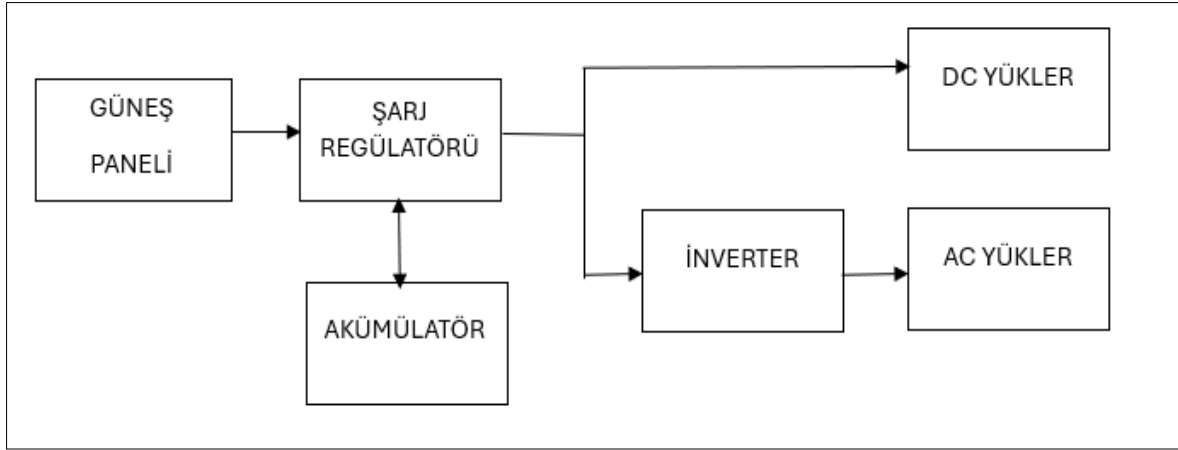 GÜNEŞ
PANELİ
ŞARJ
REGÜLATÖRÜ
AKÜMÜLATÖR
DC YÜKLER
İNVERTER
AC YÜKLER